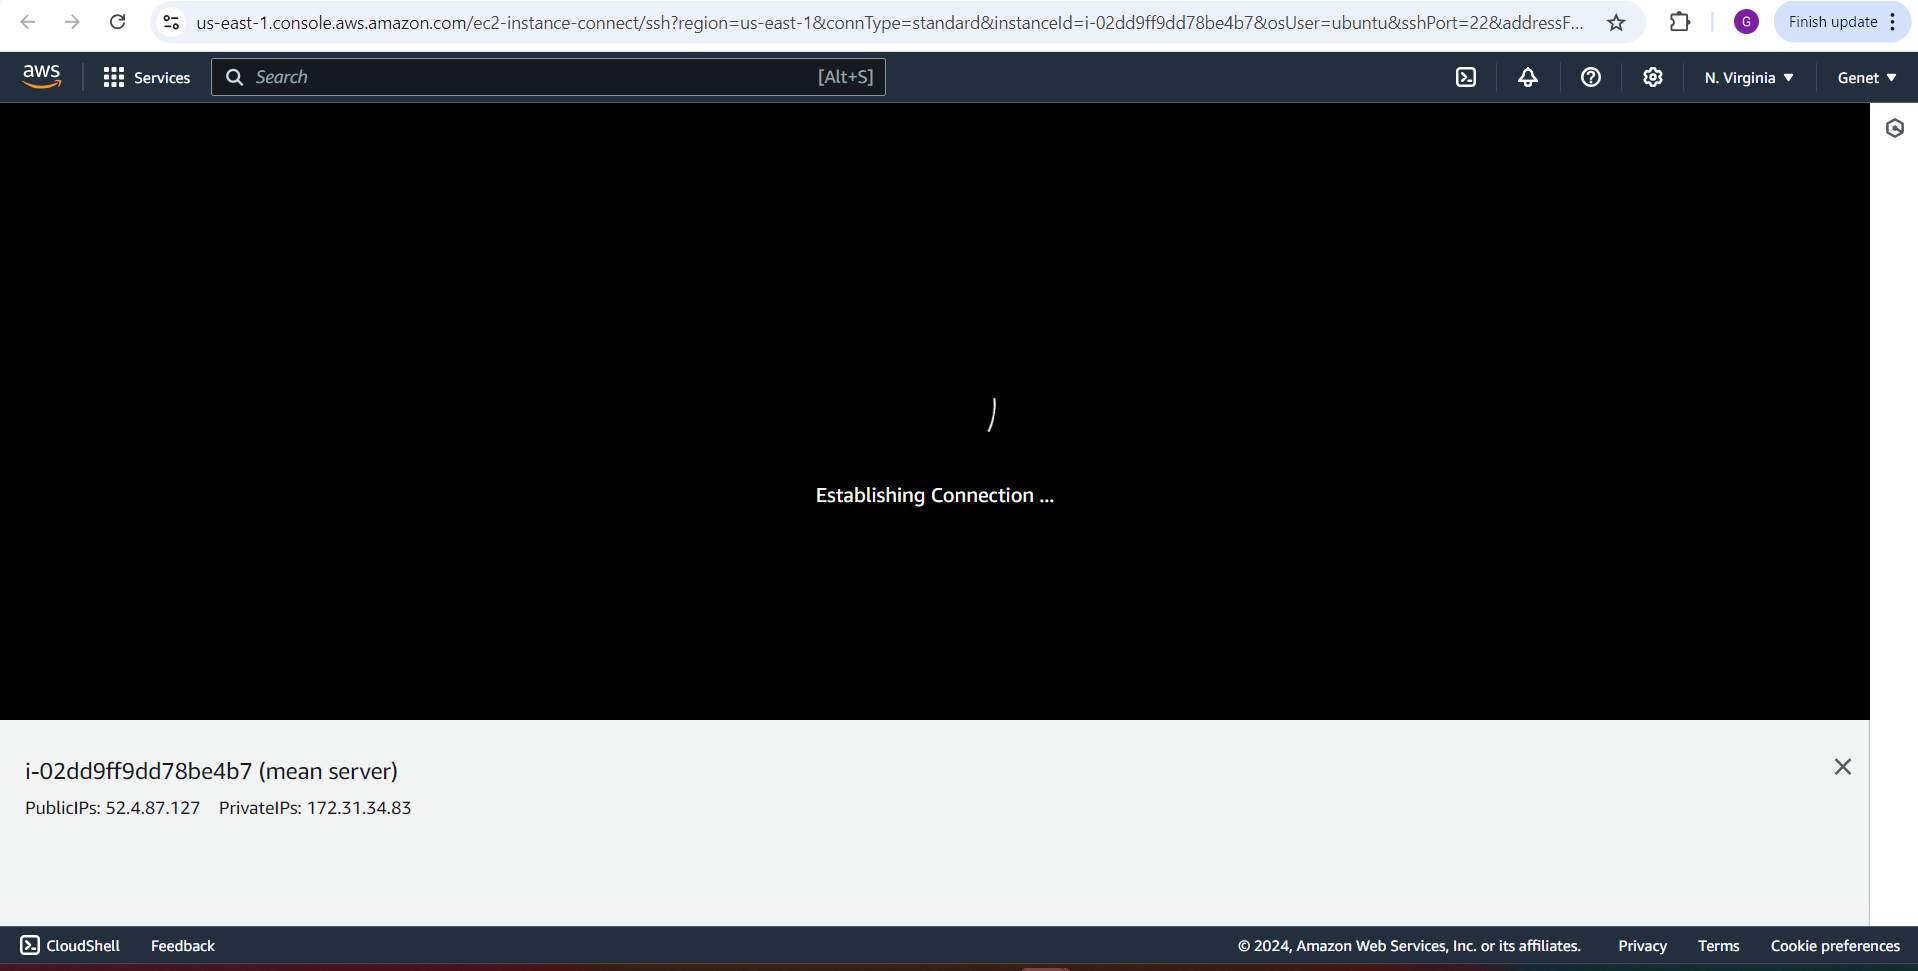 us-east-1.console.aws.amazon.com/ec2-instance-connect/ssh?region=us-east-1&connType=standard&instanceId=i-02dd9ff9dd78be4b7&osUser=ubuntu&sshPort=22&addressF...
G
Finish update
aws
Services
Search
[Alt+S]
N. Virginia
Genet
Establishing Connection ...
i-02dd9ff9dd78be4b7 (mean server)
PublicIPs: 52.4.87.127 PrivateIPs: 172.31.34.83
CloudShell
Feedback
© 2024, Amazon Web Services, Inc. or its affiliates.
Privacy
Terms
Cookie preferences